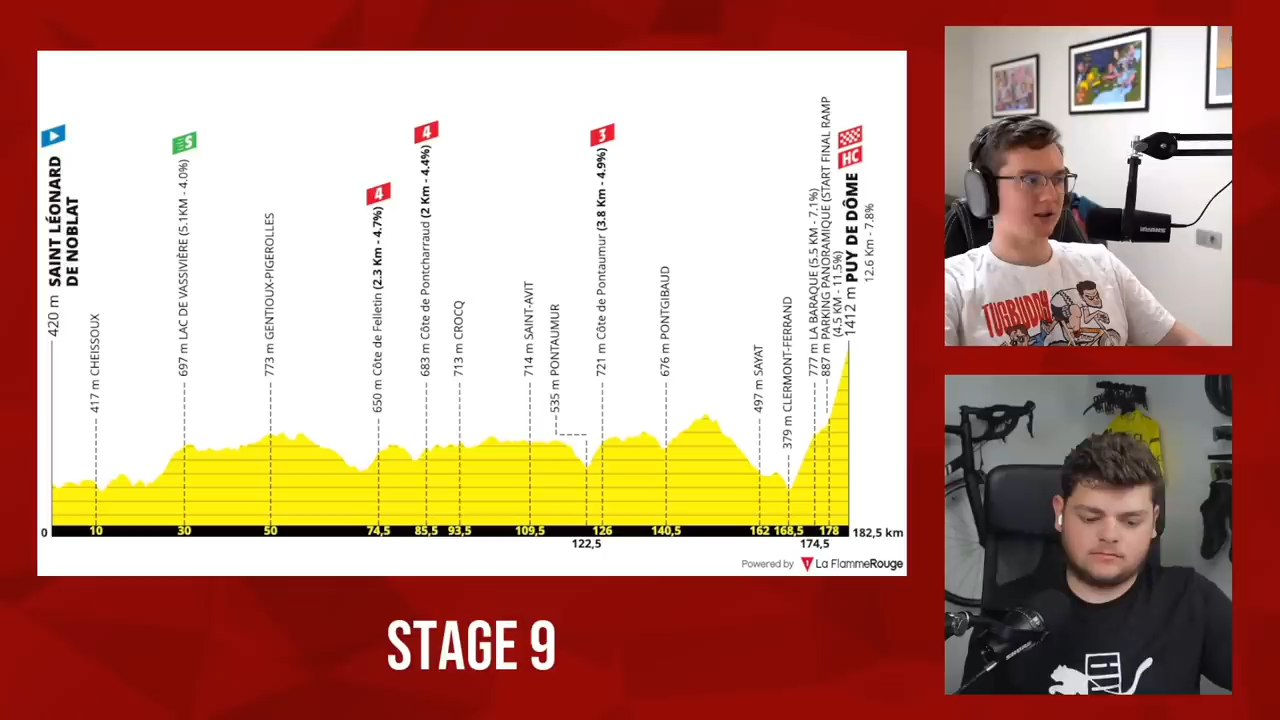 420 m SAINT LÉONARD
DE NOBLAT
417 m CHEISSOUX
S
697 m LAC DE VASSIVIÈRE (5.1KM - 4.0%)
773 m GENTIOUX-PIGEROLLES
4
650 m Côte de Felletin (2.3 Km - 4.7%)
4
683 m Côte de Pontcharraud (2 Km - 4.4%)
713 m CROCQ
714 m SAINT-AVIT
535 m PONTAUMUR
3
721 m Côte de Pontaumur (3.8 Km - 4.9%)
676 m PONTGIBAUD
497 m SAYAT
379 m CLERMONT-FERRAND
777 m LA BARAQUE (5.5 KM - 7.1%)
887 m PARKING PANORAMIQUE (START FINAL RAMP
(4.5 KM - 11.5%)
HC
1412 m PUY DE DÔME
12.6 Km - 7.8%
0 10 30 50 74,5 85,5 93,5 109,5 126 140,5 162 168,5 178 182,5 km
122,5 174,5
Powered by La FlammeRouge
STAGE 9
TUGBUDDY
SHURE